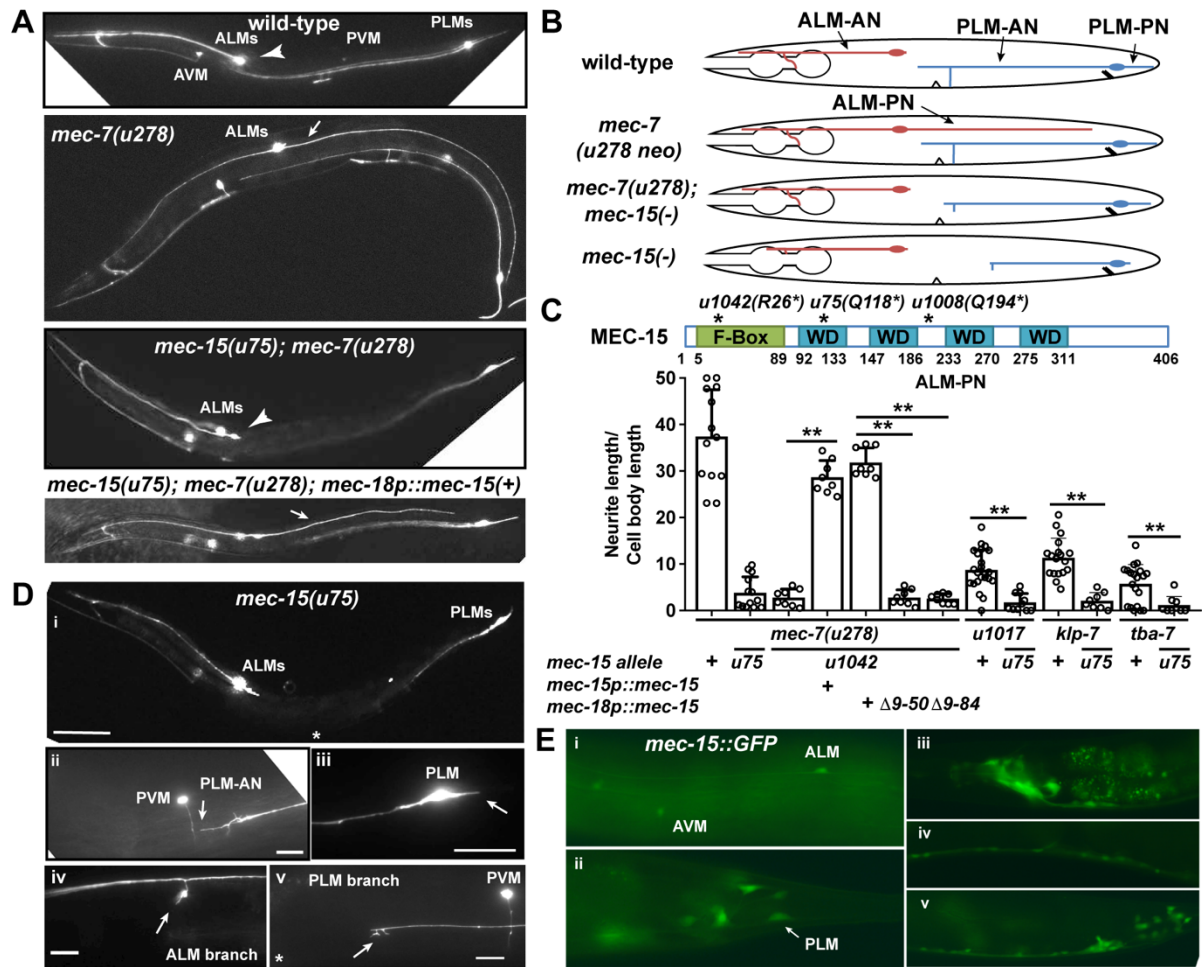 A
wild-type
ALMs
PVM
PLMs
AVM
mec-7(u278)
ALMs
mec-15(u75); mec-7(u278)
ALMs
mec-15(u75); mec-7(u278); mec-18p::mec-15(+)
B
ALM-AN
PLM-AN
PLM-PN
wild-type
ALM-PN
mec-7
(u278 neo)
mec-7(u278);
mec-15(-)
mec-15(-)
C
u1042(R26*) u75(Q118*) u1008(Q194*)
* * *
MEC-15
F-Box WD WD WD WD
1 5 89 92 133 147 186 233 270 275 311 406
ALM-PN
Neurite length/
Cell body length
50
40
30
20
10
0
** ** ** ** ** **
mec-7(u278) u1017 klp-7 tba-7
mec-15 allele + u75 u1042 + u75 + u75 + u75
mec-15p::mec-15 +
mec-18p::mec-15 + Δ9-50 Δ9-84
D
i
mec-15(u75)
PLMs
ALMs
*
ii
PVM
PLM-AN
iii
PLM
iv
ALM branch
v
PLM branch
PVM
*
E
i
mec-15::GFP
ALM
AVM
ii
PLM
iii
iv
v